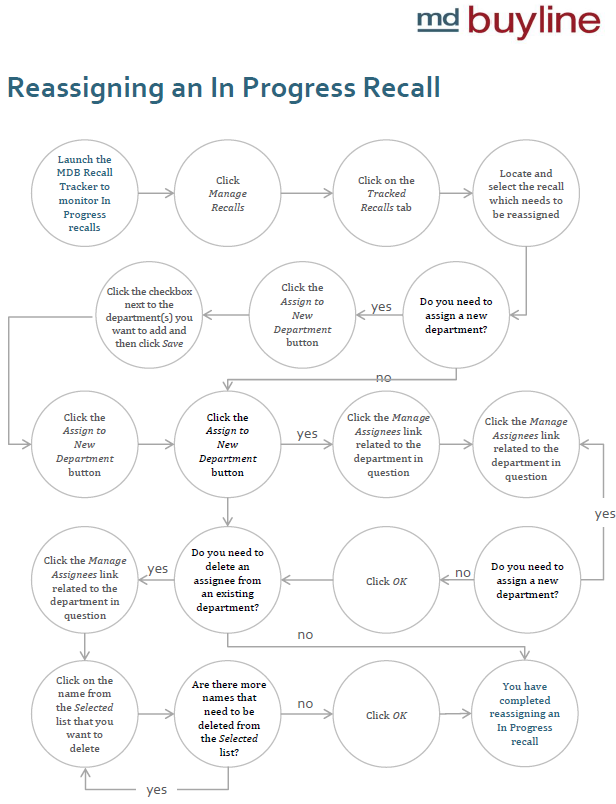 md buyline
Reassigning an In Progress Recall
Launch the
MDB Recall
Tracker to
monitor In
Progress
recalls
Click
Manage
Recalls
Click on the
Tracked
Recalls tab
Locate and
select the recall
which needs to
be reassigned
Click the checkbox
next to the
department(s) you
want to add and
then click Save
Click the
Assign to
New
Department
button
yes
Do you need to
assign a new
department?
no
Click the
Assign to
New
Department
button
Click the
Assign to
New
Department
button
yes
Click the Manage
Assignees link
related to the
department in
question
Click the Manage
Assignees link
related to the
department in
question
yes
Click the Manage
Assignees link
related to the
department in
question
yes
Do you need to
delete an
assignee from
an existing
department?
Click OK
no
Do you need to
assign a new
department?
no
Click on the
name from
the Selected
list that you
want to
delete
Are there more
names that
need to be
deleted from
the Selected
list?
no
Click OK
You have
completed
reassigning an
In Progress
recall
yes